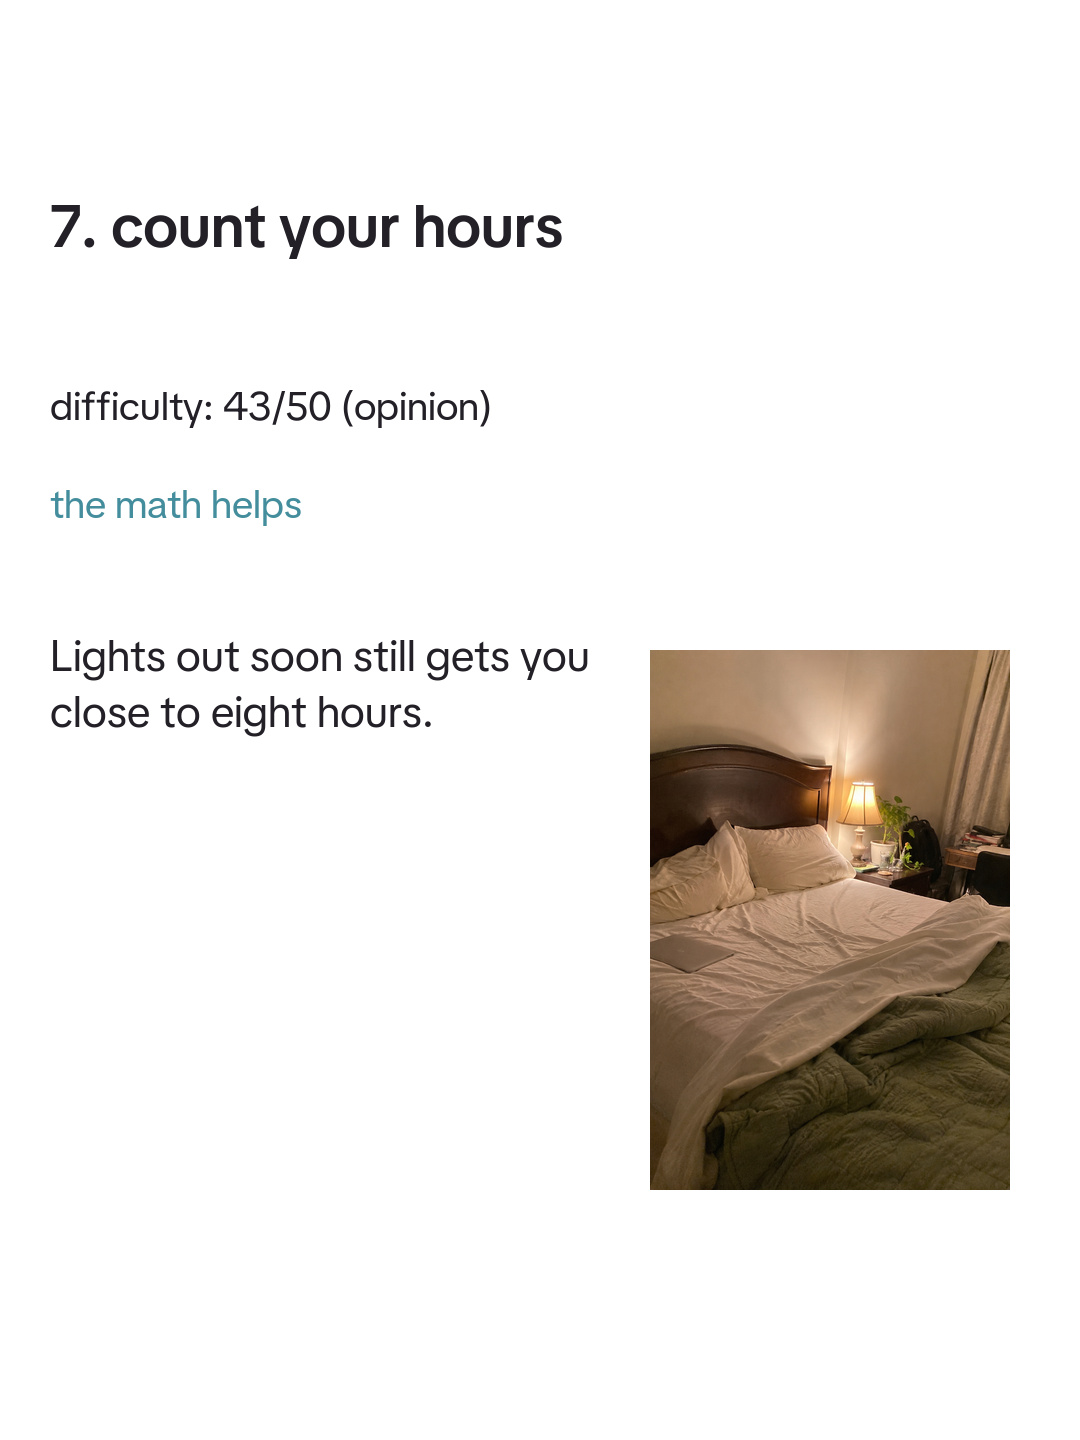 7. count your hours
difficulty: 43/50 (opinion)
the math helps
Lights out soon still gets you
close to eight hours.